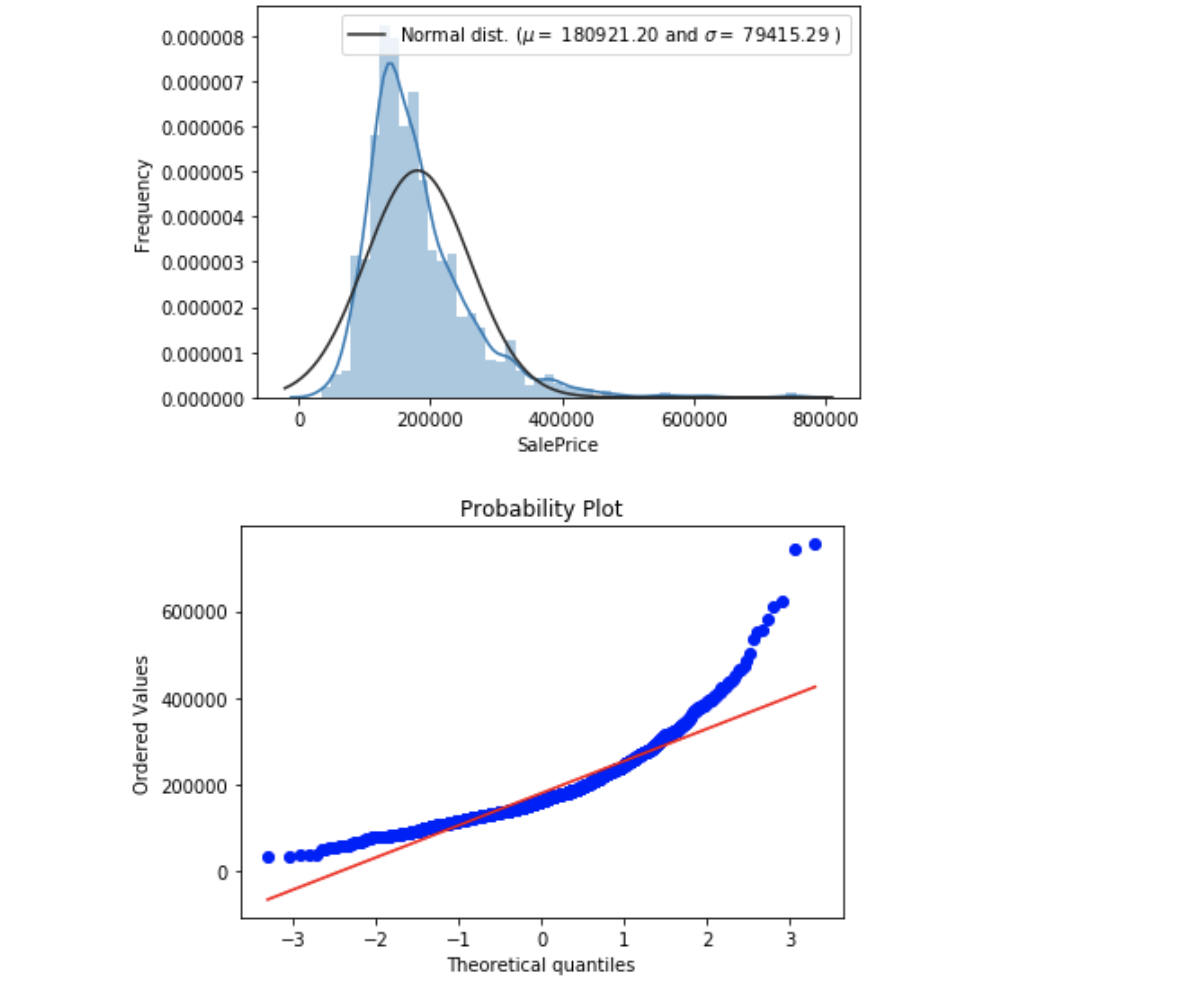 Normal dist. (μ = 180921.20 and σ = 79415.29 )
0.000008
0.000007
0.000006
0.000005
0.000004
0.000003
0.000002
0.000001
0.000000
Frequency
0 200000 400000 600000 800000
SalePrice
Probability Plot
600000
400000
200000
0
Ordered Values
−3 −2 −1 0 1 2 3
Theoretical quantiles